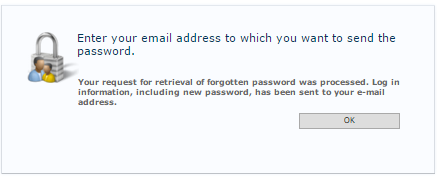 Enter your email address to which you want to send the
password.
Your request for retrieval of forgotten password was processed. Log in
information, including new password, has been sent to your e-mail
address.
OK